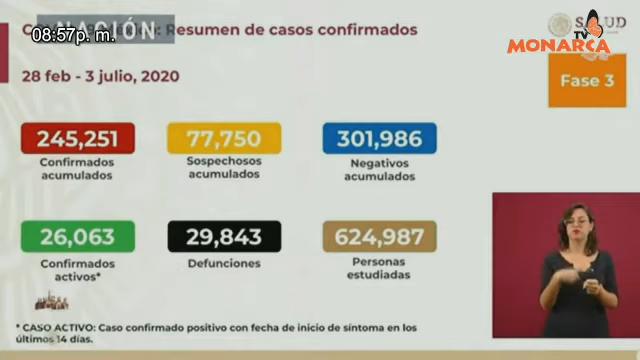 08:57p. m.
NACIÓN
: Resumen de casos confirmados
SALUD
TV
MONARCA
28 feb - 3 julio, 2020
Fase 3
245,251
Confirmados
acumulados
77,750
Sospechosos
acumulados
301,986
Negativos
acumulados
26,063
Confirmados
activos*
29,843
Defunciones
624,987
Personas
estudiadas
* CASO ACTIVO: Caso confirmado positivo con fecha de inicio de síntoma en los
últimos 14 días.